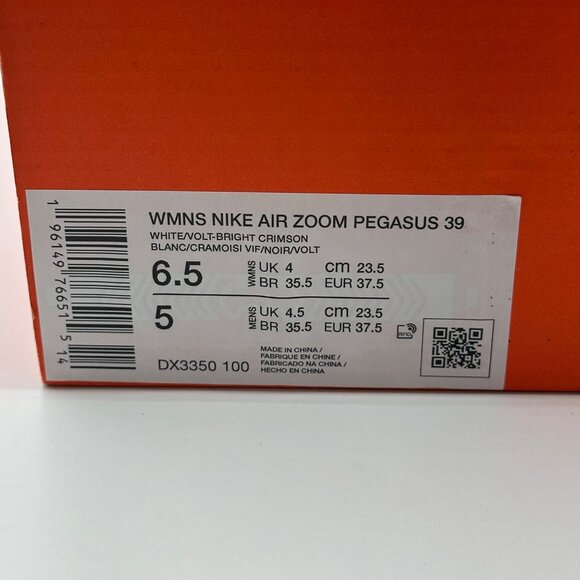 WMNS NIKE AIR ZOOM PEGASUS 39
WHITE/VOLT-BRIGHT CRIMSON
BLANC/CRAMOISI VIF/NOIR/VOLT
6.5 WMNS UK 4 cm 23.5
BR 35.5 EUR 37.5
5 MENS UK 4.5 cm 23.5
BR 35.5 EUR 37.5
RFID
MADE IN CHINA /
FABRIQUE EN CHINE /
FABRICADO NA CHINA /
HECHO EN CHINA
DX3350 100
1 96149 76651 5 14